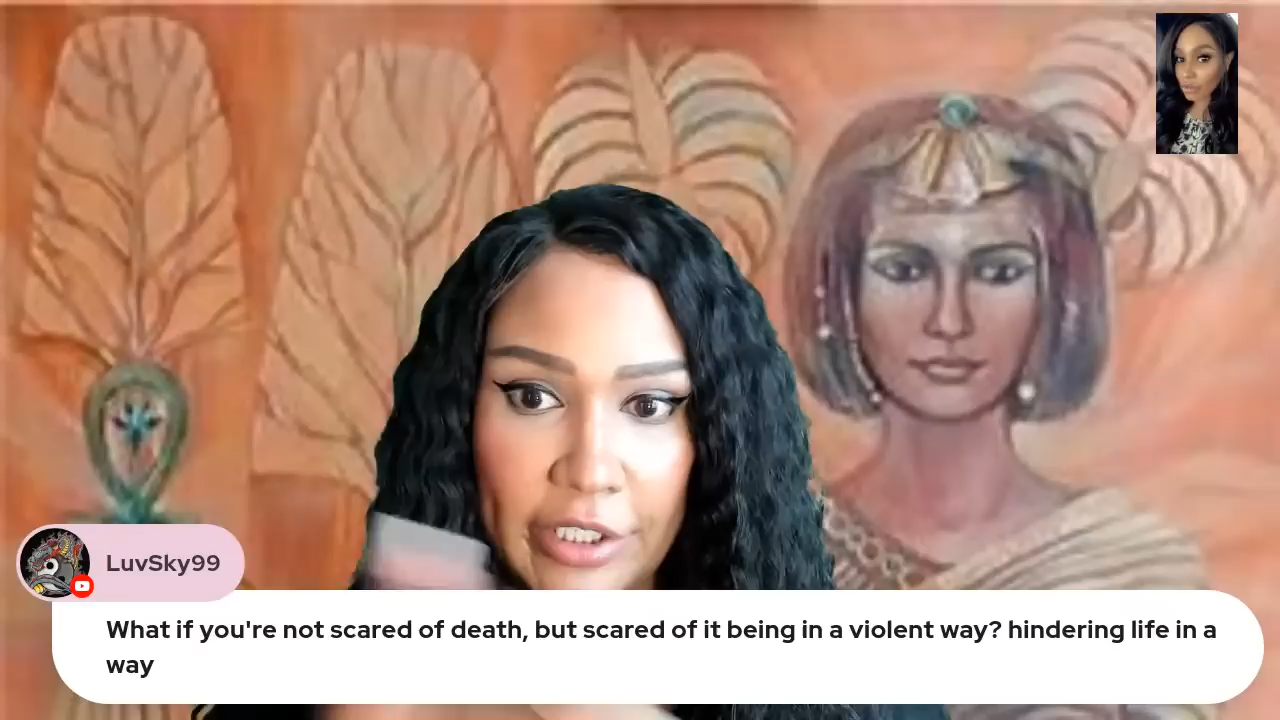 LuvSky99
What if you're not scared of death, but scared of it being in a violent way? hindering life in a
way